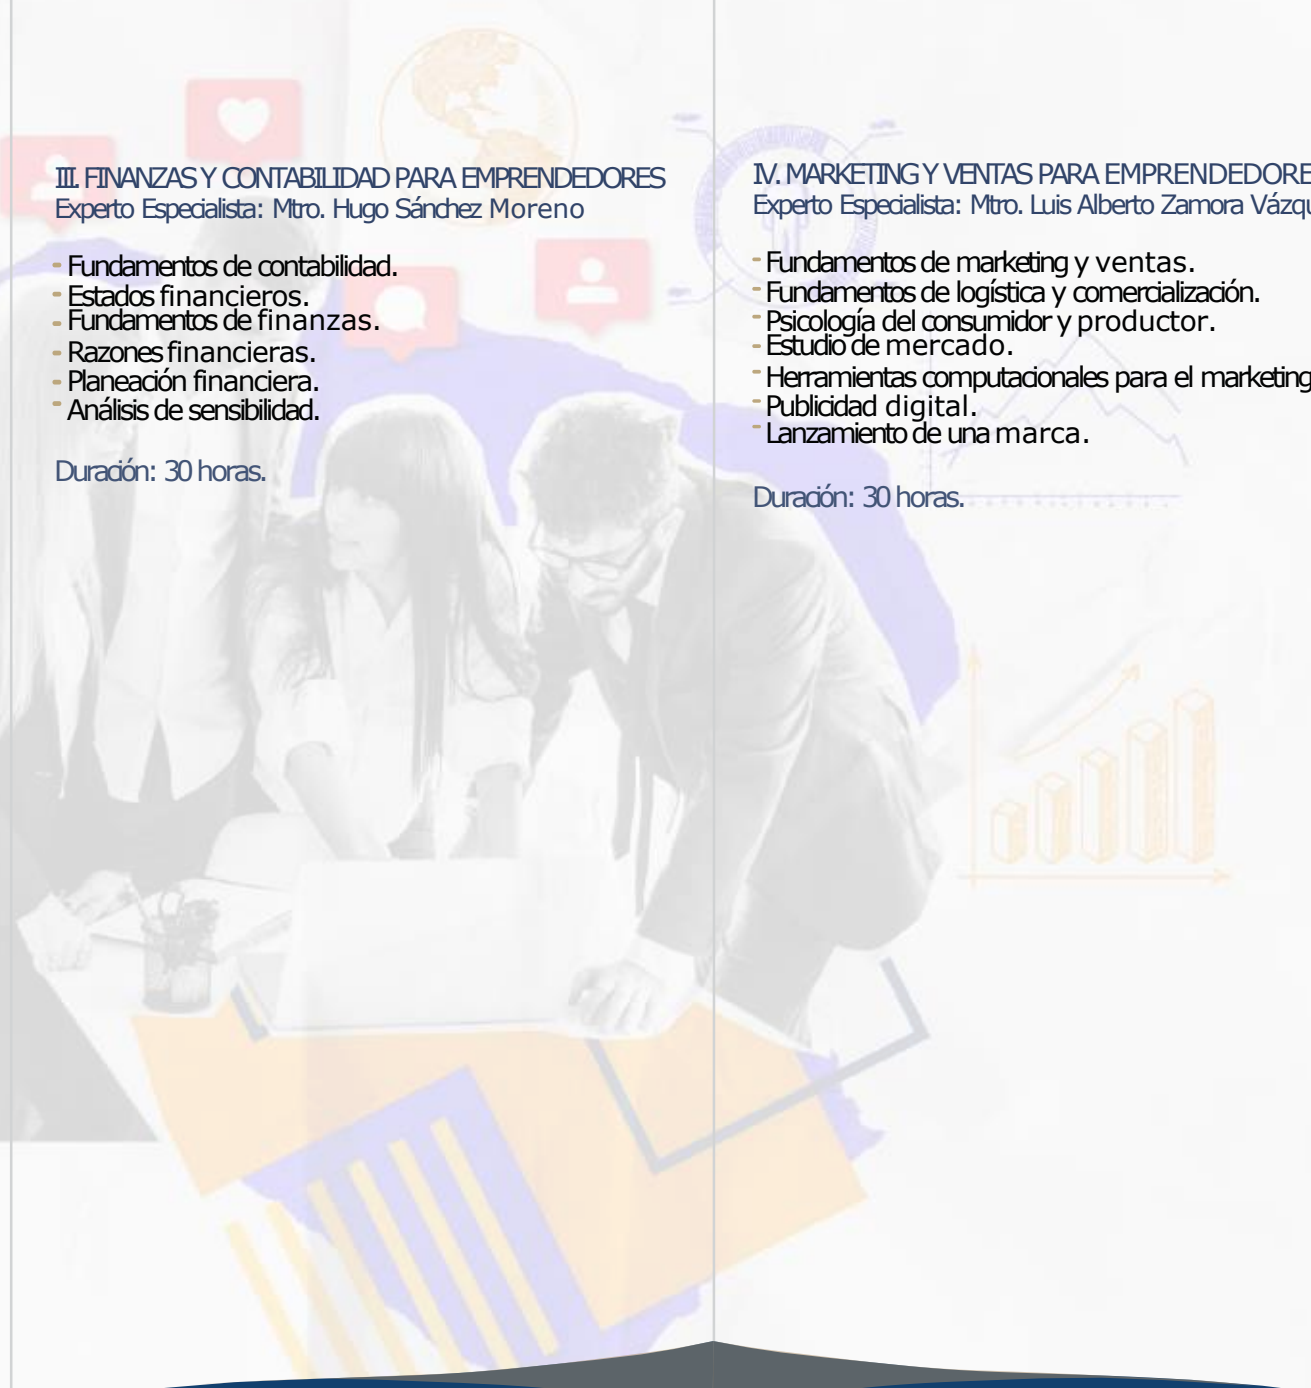 III. FINANZAS Y CONTABILIDAD PARA EMPRENDEDORES
Experto Especialista: Mtro. Hugo Sánchez Moreno
- Fundamentos de contabilidad.
- Estados financieros.
- Fundamentos de finanzas.
- Razones financieras.
- Planeación financiera.
- Análisis de sensibilidad.
Duración: 30 horas.
IV. MARKETING Y VENTAS PARA
Experto Especialista: Mtro. Luis Alberto Zamora
- Fundamentos de marketing y ventas.
- Fundamentos de logística y comercialización.
- Psicología del consumidor y productor.
- Estudio de mercado.
- Herramientas computacionales para el marketing
- Publicidad digital.
- Lanzamiento de una marca.
Duración: 30 horas.